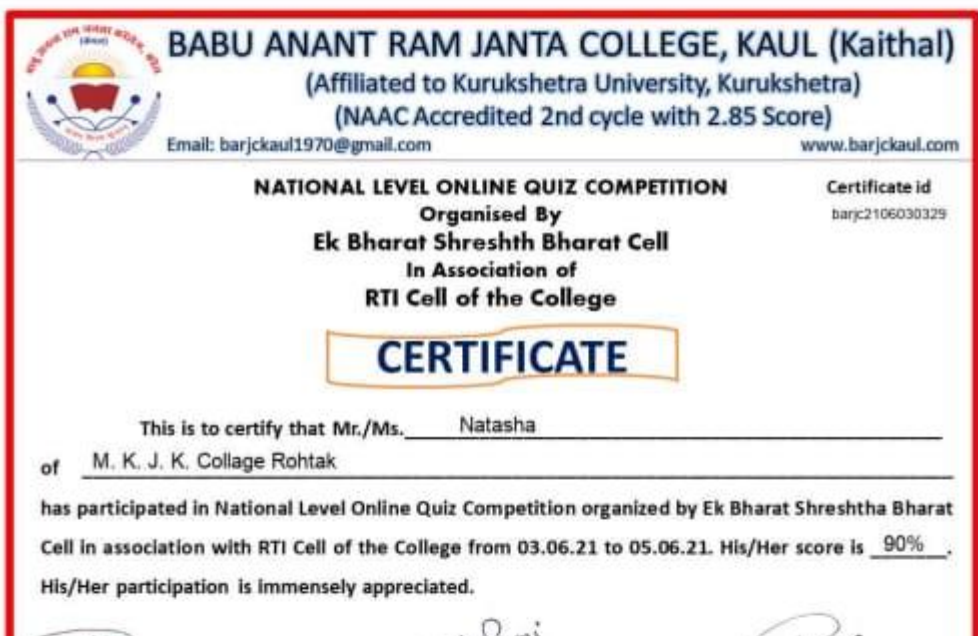 BABU ANANT RAM JANTA COLLEGE, KAUL (Kaithal)
(Affiliated to Kurukshetra University, Kurukshetra)
(NAAC Accredited 2nd cycle with 2.85 Score)
Email: barjckaul1970@gmail.com www.barjckaul.com
NATIONAL LEVEL ONLINE QUIZ COMPETITION
Certificate id
barjc2106030329
Organised By
Ek Bharat Shreshth Bharat Cell
In Association of
RTI Cell of the College
CERTIFICATE
This is to certify that Mr./Ms. Natasha
of M. K. J. K. Collage Rohtak
has participated in National Level Online Quiz Competition organized by Ek Bharat Shreshtha Bharat
Cell in association with RTI Cell of the College from 03.06.21 to 05.06.21. His/Her score is 90%.
His/Her participation is immensely appreciated.